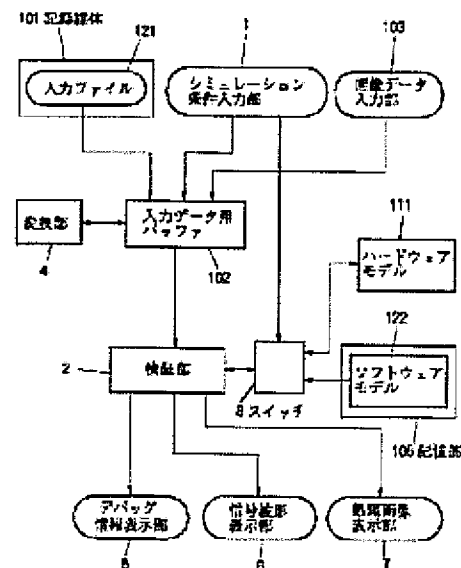 101 記録媒体
121
入力ファイル
1
シミュレーション
条件入力部
103
画像データ
入力部
変換部
4
入力データ用
バッファ
102
111
ハードウェア
モデル
122
ソフトウェア
モデル
105 記憶部
2
検証部
8 スイッチ
デバッグ
情報表示部
5
信号波形
表示部
6
処理画像
表示部
7